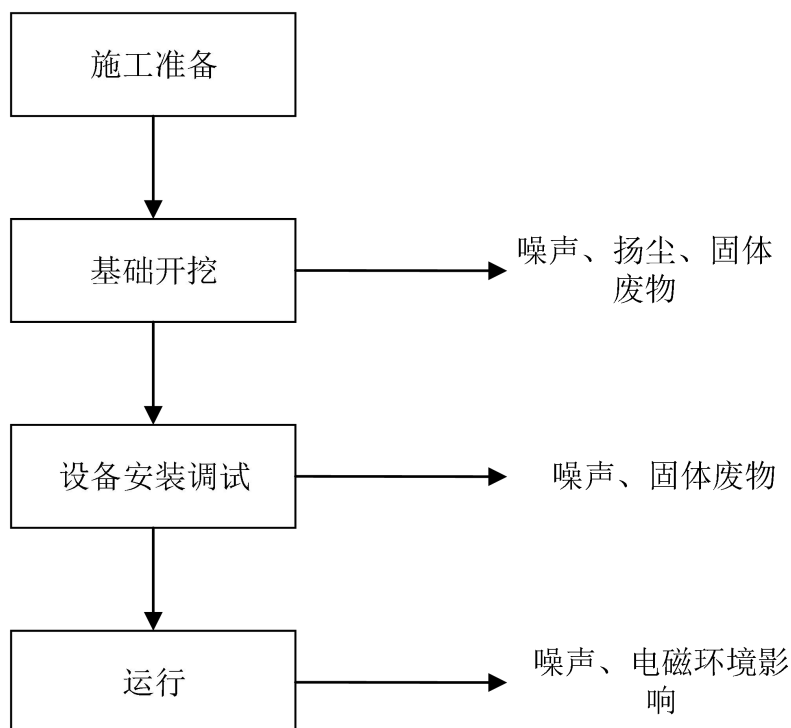 施工准备
基础开挖
噪声、扬尘、固体
废物
设备安装调试
噪声、固体废物
运行
噪声、电磁环境影
响